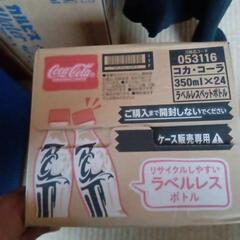 Coca-Cola
053116
コカ・コーラ
350ml×24
ラベルレスペットボトル
ご購入まで開封しないでください
ケース販売専用
リサイクルしやすい
ラベルレス
ボトル